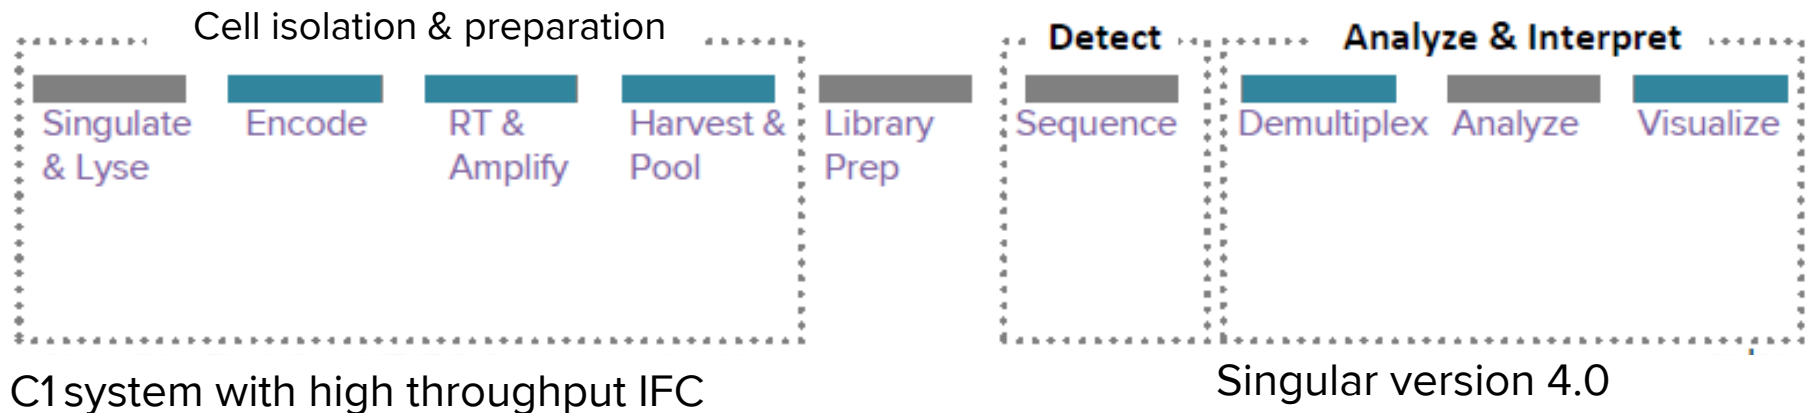 Cell isolation & preparation
Detect
Analyze & Interpret
Singulate & Lyse
Encode
RT & Amplify
Harvest & Pool
Library Prep
Sequence
Demultiplex
Analyze
Visualize
C1 system with high throughput IFC
Singular version 4.0